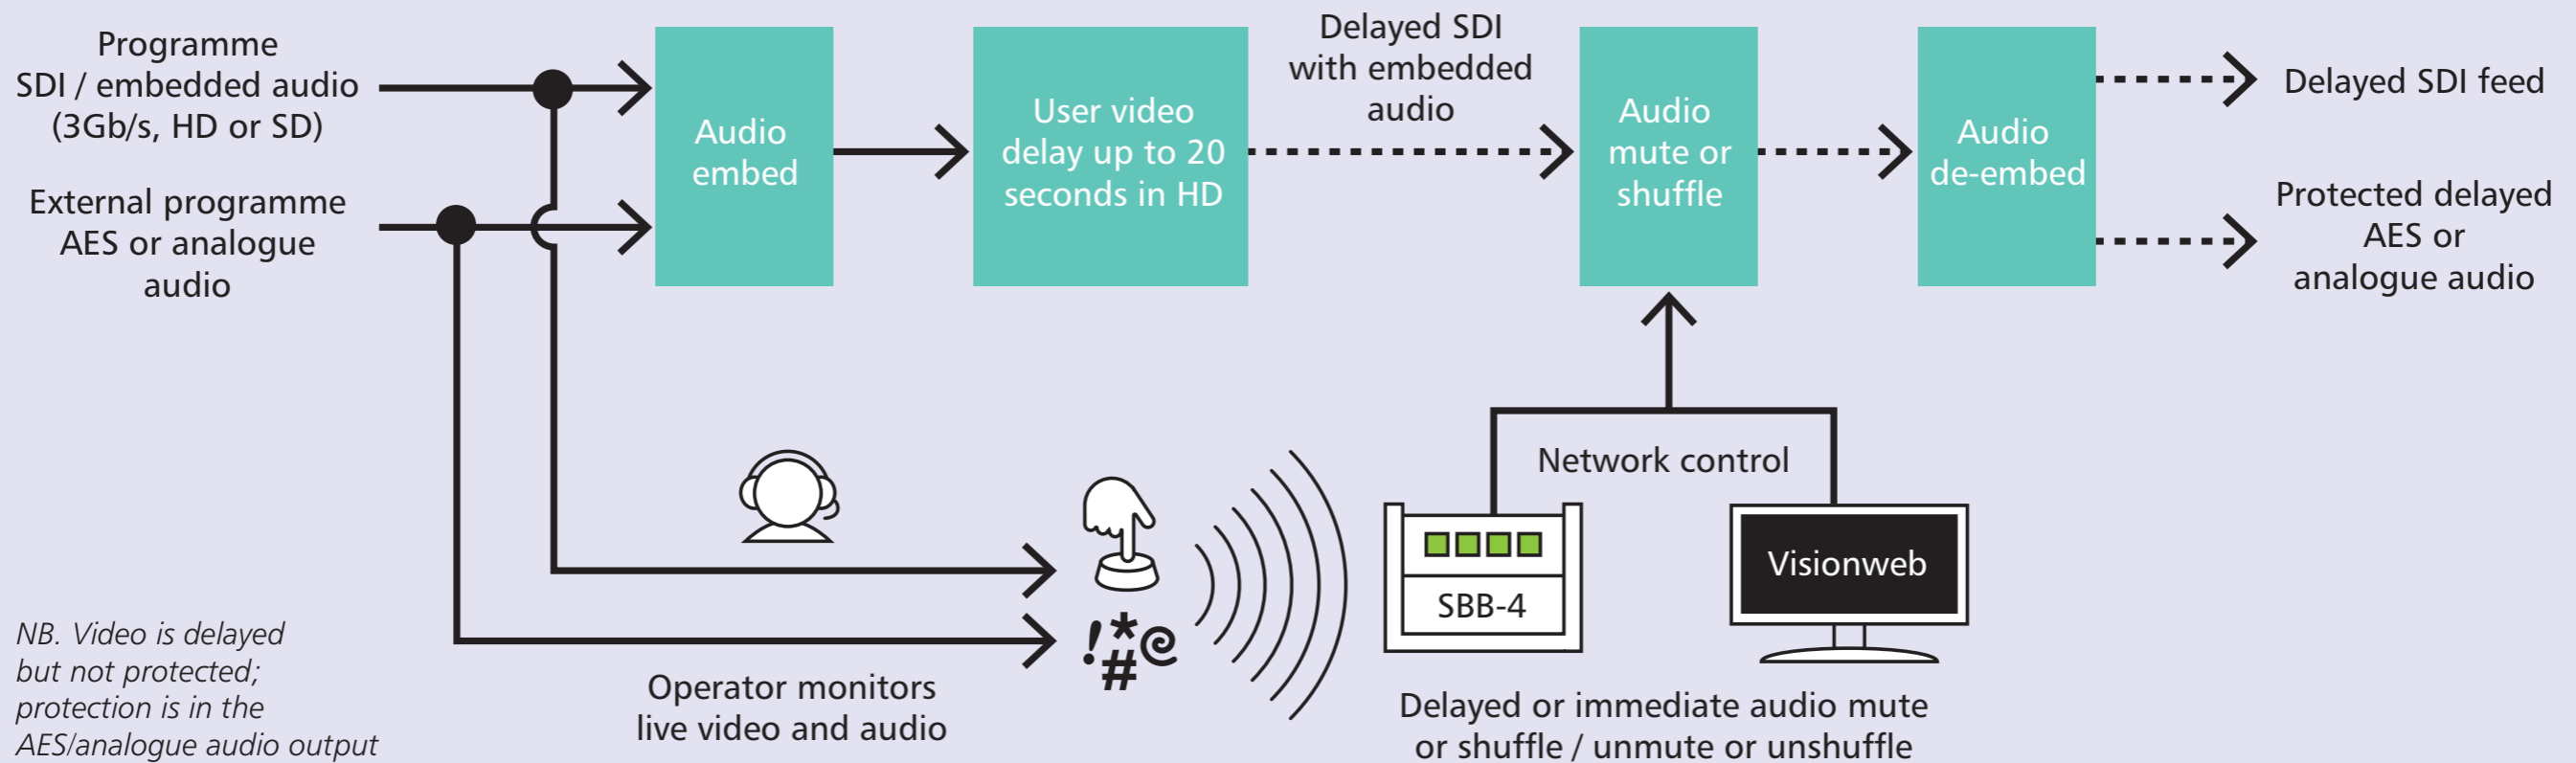 Programme
SDI / embedded audio
(3Gb/s, HD or SD)
External programme
AES or analogue
audio
Audio
embed
User video
delay up to 20
seconds in HD
Delayed SDI
with embedded
audio
Audio
mute or
shuffle
Audio
de-embed
Delayed SDI feed
Protected delayed
AES or
analogue audio
Network control
SBB-4
Visionweb
!*#@
Operator monitors
live video and audio
Delayed or immediate audio mute
or shuffle / unmute or unshuffle
NB. Video is delayed
but not protected;
protection is in the
AES/analogue audio output